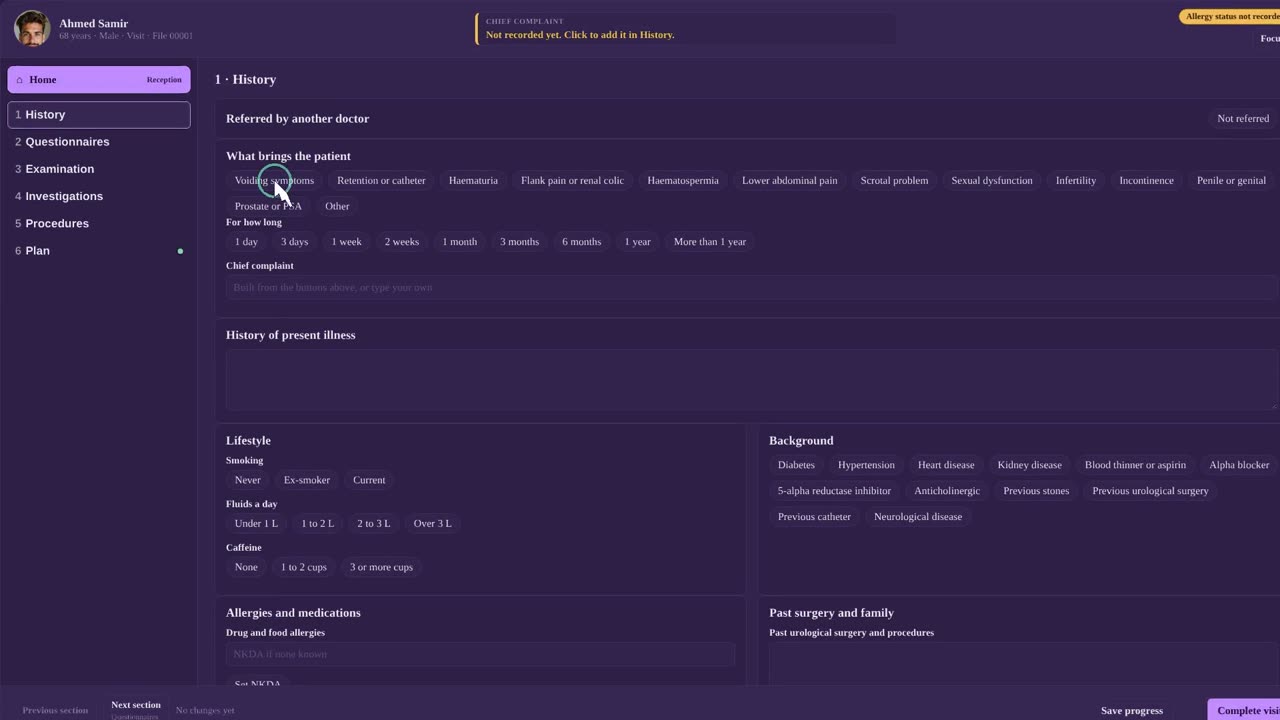 Ahmed Samir
68 years · Male · Visit · File 00001
CHIEF COMPLAINT
Not recorded yet. Click to add it in History.
Allergy status not
Home
Reception
1 History
2 Questionnaires
3 Examination
4 Investigations
5 Procedures
6 Plan
1 · History
Referred by another doctor
Not referred
What brings the patient
Voiding symptoms
Retention or catheter
Haematuria
Flank pain or renal colic
Haematospermia
Lower abdominal pain
Scrotal problem
Sexual dysfunction
Infertility
Incontinence
Penile or genital
Prostate or PSA
Other
For how long
1 day
3 days
1 week
2 weeks
1 month
3 months
6 months
1 year
More than 1 year
Chief complaint
Built from the buttons above, or type your own
History of present illness
Lifestyle
Smoking
Never
Ex-smoker
Current
Fluids a day
Under 1 L
1 to 2 L
2 to 3 L
Over 3 L
Caffeine
None
1 to 2 cups
3 or more cups
Background
Diabetes
Hypertension
Heart disease
Kidney disease
Blood thinner or aspirin
Alpha blocker
5-alpha reductase inhibitor
Anticholinergic
Previous stones
Previous urological surgery
Previous catheter
Neurological disease
Allergies and medications
Drug and food allergies
NKDA if none known
Set NKDA
Past surgery and family
Past urological surgery and procedures
Previous section
Next section
Questionnaires
No changes yet
Save progress
Complete